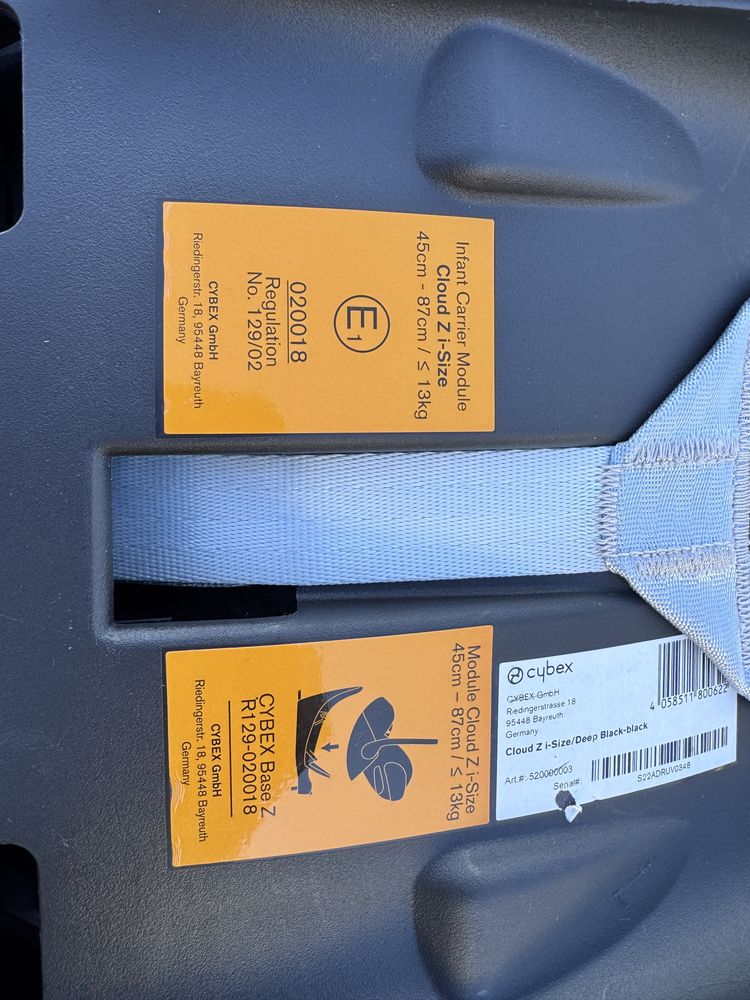 Infant Carrier Module
Cloud Z i-Size
45cm - 87cm / ≤ 13kg
E1
020018
Regulation
No. 129/02
CYBEX GmbH
Riedingerstr. 18, 95448 Bayreuth
Germany
Module Cloud Z i-Size
45cm – 87cm / ≤ 13kg
CYBEX Base Z
R129-020018
CYBEX GmbH
Riedingerstr. 18, 95448 Bayreuth
Germany
cybex
CYBEX GmbH
Riedingerstrasse 18
95448 Bayreuth
Germany
4 058511 800622
Cloud Z i-Size/Deep Black-black
Art.#: 520000003
Serial#:
S22ADRUV034B